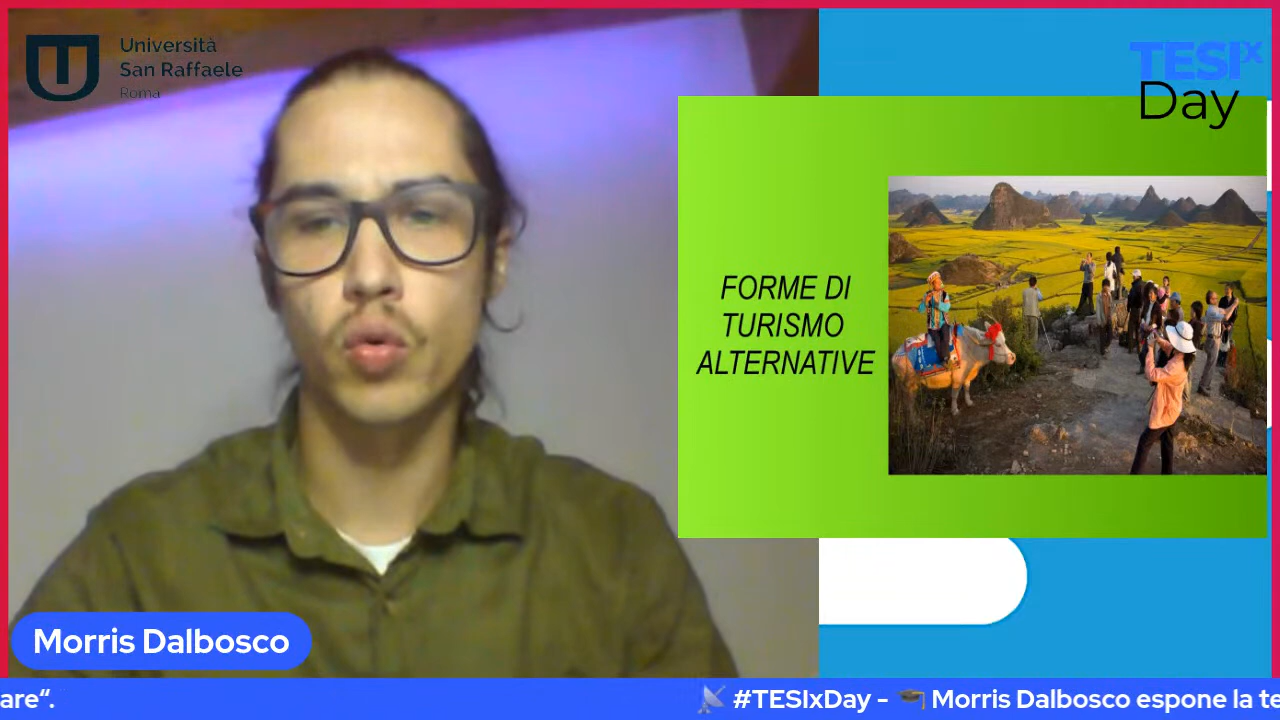 Università
San Raffaele
Roma
TESIx
Day
FORME DI
TURISMO
ALTERNATIVE
Morris Dalbosco
are“.
#TESIxDay - Morris Dalbosco espone la te